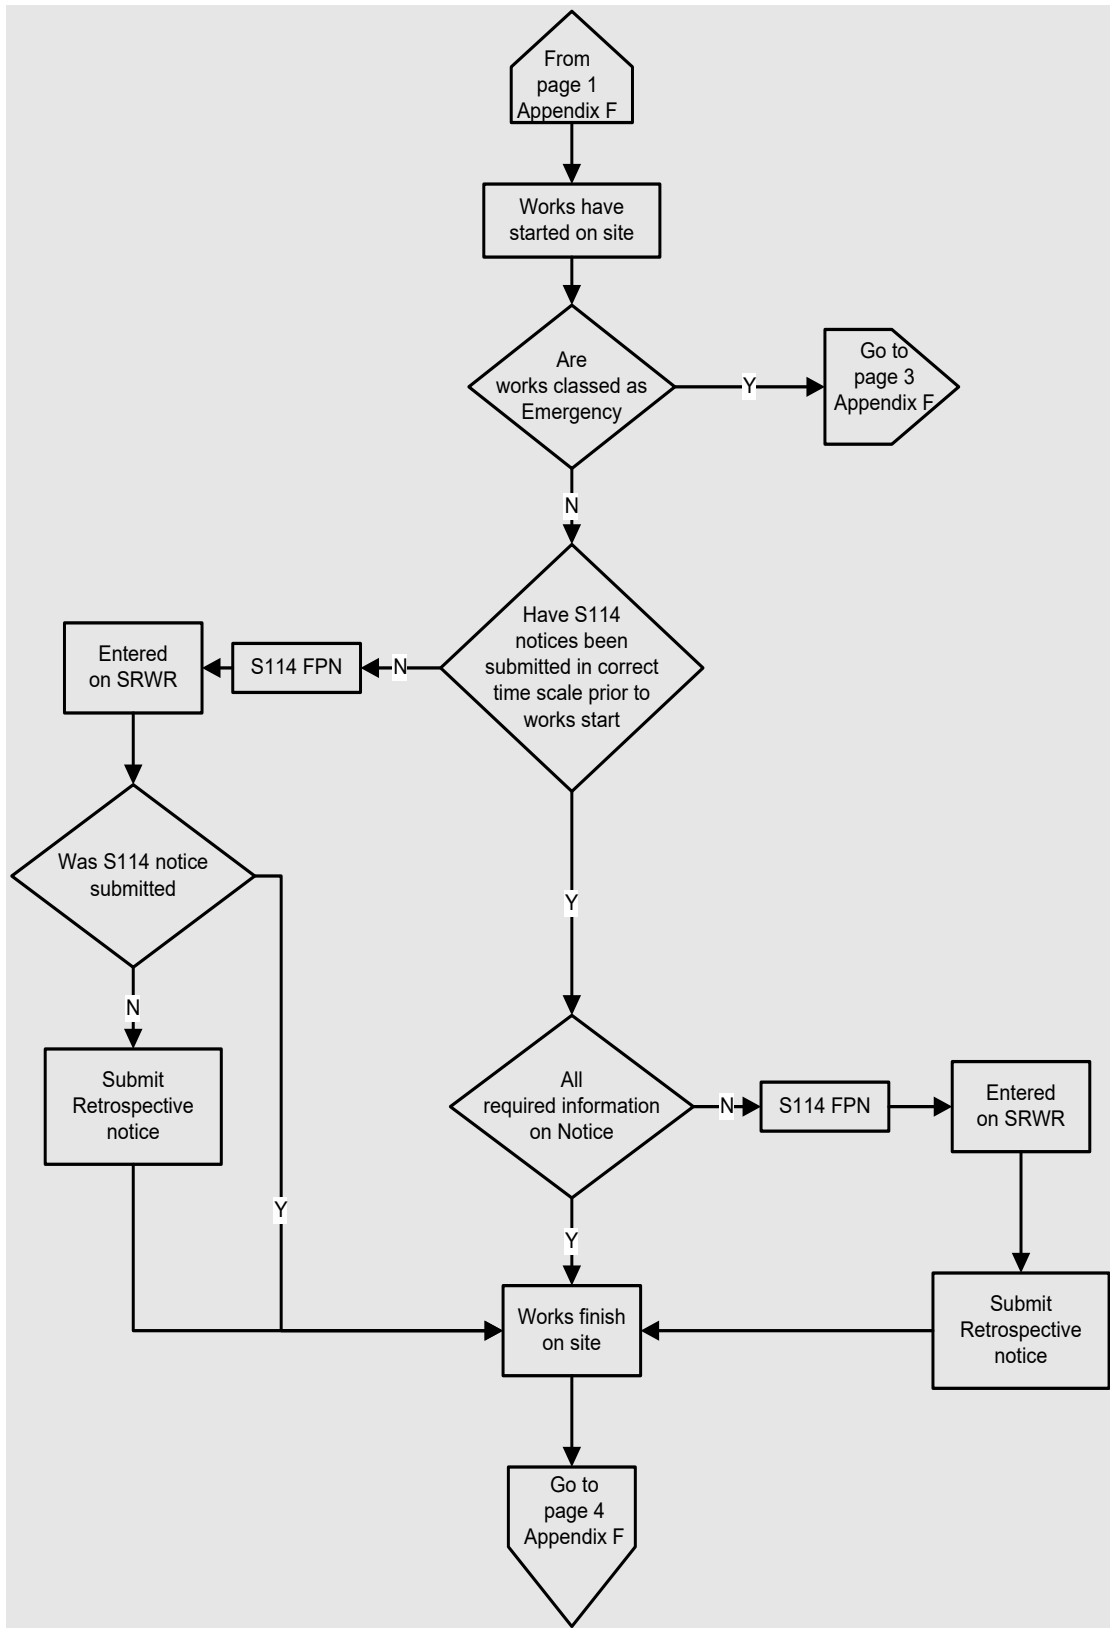 From
page 1
Appendix F
Works have
started on site
Are
works classed as
Emergency
Y
Go to
page 3
Appendix F
N
Have S114
notices been
submitted in correct
time scale prior to
works start
N
S114 FPN
Entered
on SRWR
Was S114 notice
submitted
N
Submit
Retrospective
notice
Y
Y
All
required information
on Notice
N
S114 FPN
Entered
on SRWR
Submit
Retrospective
notice
Y
Works finish
on site
Go to
page 4
Appendix F